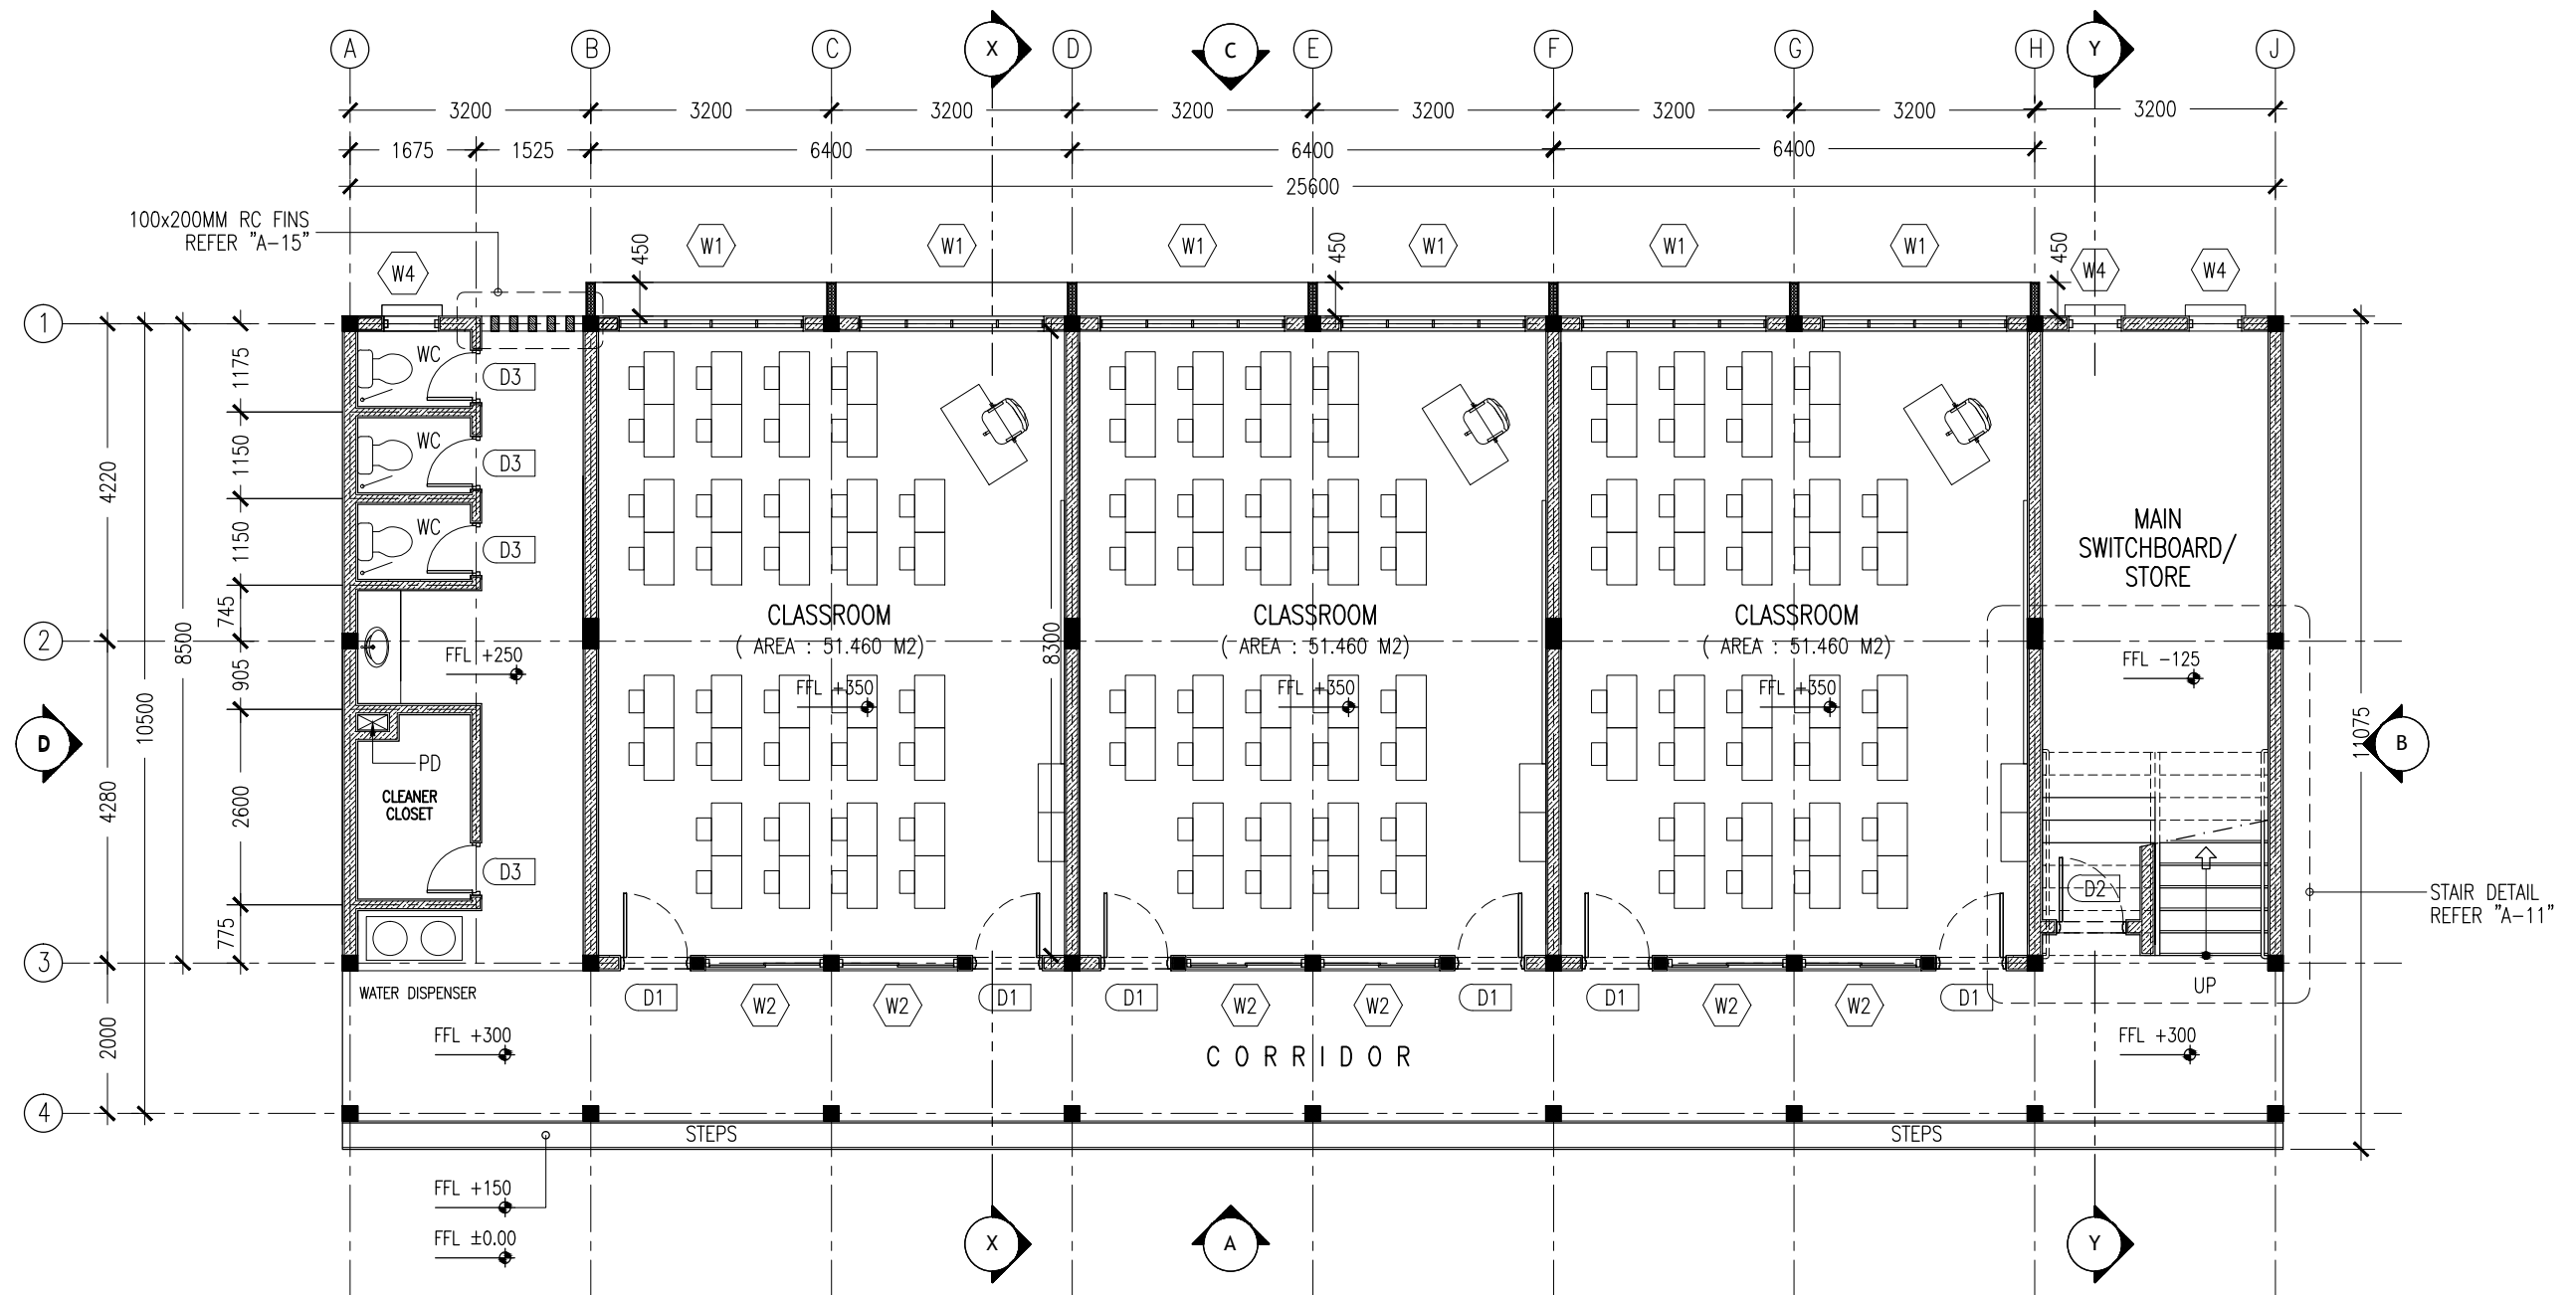 A B C X D C E F G H Y J
3200 3200 3200 3200 3200 3200 3200 3200
1675 1525 6400 6400 6400
25600
100x200MM RC FINS
REFER "A-15"
W4 450 W1 W1 W1 450 W1 W1 W1 450 W4 W4
1
1175
WC D3
4220
1150
WC D3
8500
1150
WC D3
MAIN
SWITCHBOARD/
STORE
745
CLASSROOM CLASSROOM CLASSROOM
( AREA : 51.460 M2) ( AREA : 51.460 M2) ( AREA : 51.460 M2)
2
8300
FFL +250
FFL -125
905
FFL +350 FFL +350 FFL +350
10500
D
11075
B
PD
4280
2600
CLEANER
CLOSET
D3
D2
STAIR DETAIL
REFER "A-11"
775
3
WATER DISPENSER
D1 W2 W2 D1 D1 W2 W2 D1 D1 W2 W2 D1
UP
2000
FFL +300
CORRIDOR
FFL +300
4
STEPS STEPS
FFL +150
FFL ±0.00
X A Y